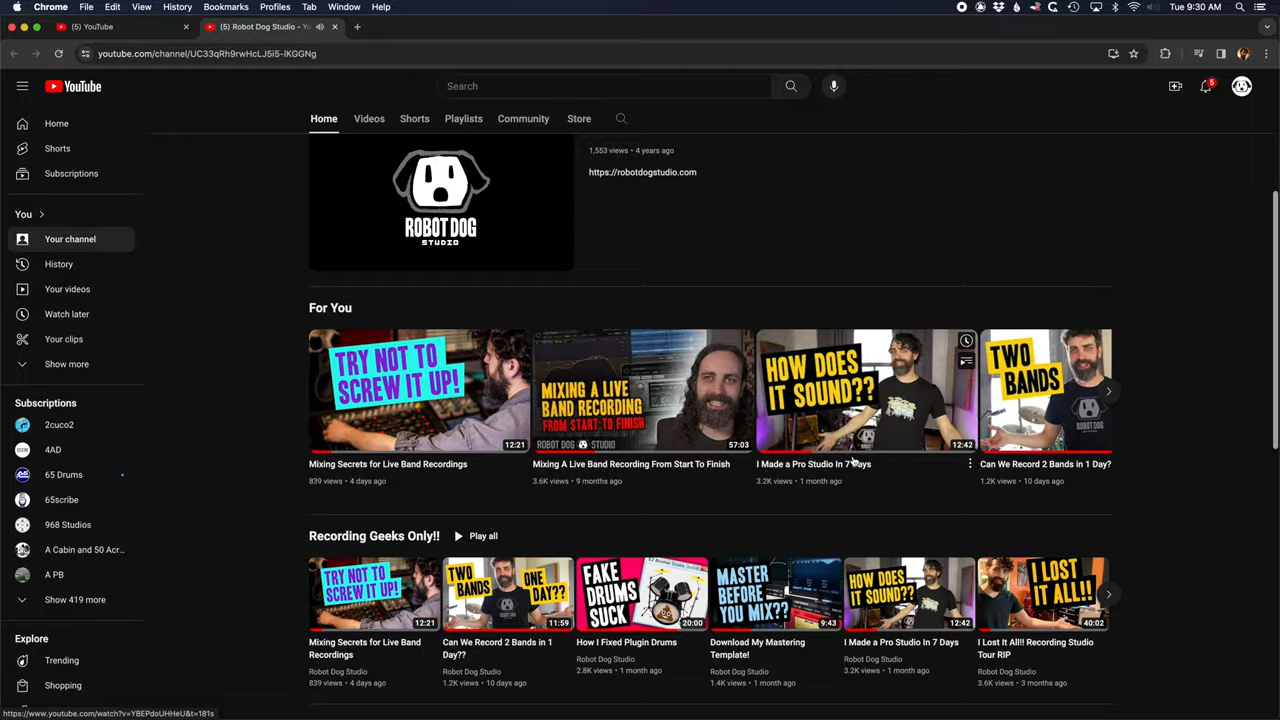 Chrome File Edit View History Bookmarks Profiles Tab Window Help
Tue 9:30 AM
(5) YouTube
(5) Robot Dog Studio - Yo
youtube.com/channel/UC33qRh9rwHcLJ5i5-IKGGNg
YouTube
Search
5
Home Videos Shorts Playlists Community Store
Home
Shorts
Subscriptions
You
Your channel
History
Your videos
Watch later
Your clips
Show more
Subscriptions
2cuco2
4AD
65 Drums
65scribe
968 Studios
A Cabin and 50 Acr...
A PB
Show 419 more
Explore
Trending
Shopping
ROBOT DOG
STUDIO
1,553 views • 4 years ago
https://robotdogstudio.com
For You
TRY NOT TO
SCREW IT UP!
12:21
Mixing Secrets for Live Band Recordings
839 views • 4 days ago
MIXING A LIVE
BAND RECORDING
FROM START TO FINISH
ROBOT DOG STUDIO
57:03
Mixing A Live Band Recording From Start To Finish
3.6K views • 9 months ago
HOW DOES
IT SOUND??
12:42
I Made a Pro Studio In 7 Days
3.2K views • 1 month ago
TWO
BANDS
Can We Record 2 Bands in 1 Day?
1.2K views • 10 days ago
Recording Geeks Only!!
Play all
TRY NOT TO
SCREW IT UP!
12:21
Mixing Secrets for Live Band
Recordings
Robot Dog Studio
839 views • 4 days ago
TWO
BANDS
ONE
DAY??
11:59
Can We Record 2 Bands in 1
Day??
Robot Dog Studio
1.2K views • 10 days ago
FAKE
DRUMS
SUCK
20:00
How I Fixed Plugin Drums
Robot Dog Studio
2.8K views • 1 month ago
MASTER
BEFORE
YOU MIX??
9:43
Download My Mastering
Template!
Robot Dog Studio
1.4K views • 1 month ago
HOW DOES
IT SOUND??
12:42
I Made a Pro Studio In 7 Days
Robot Dog Studio
3.2K views • 1 month ago
I LOST
IT ALL!!
40:02
I Lost It All!! Recording Studio
Tour RIP
Robot Dog Studio
3.6K views • 3 months ago
https://www.youtube.com/watch?v=YBEPdoUHHeU&t=181s